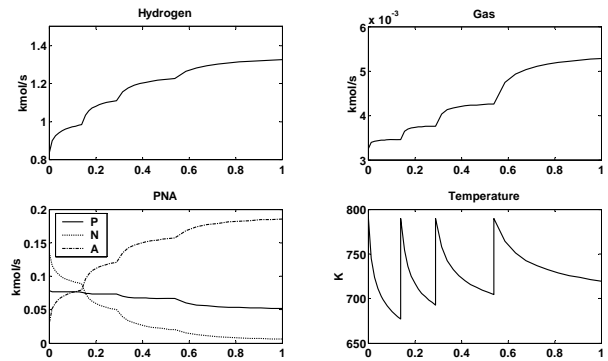 Hydrogen
kmol/s
1.4
1.2
1
0.8
0 0.2 0.4 0.6 0.8 1
Gas
x 10^-3
kmol/s
6
5
4
3
0 0.2 0.4 0.6 0.8 1
PNA
kmol/s
0.2
0.15
0.1
0.05
0
P
N
A
0 0.2 0.4 0.6 0.8 1
Temperature
K
800
750
700
650
0 0.2 0.4 0.6 0.8 1